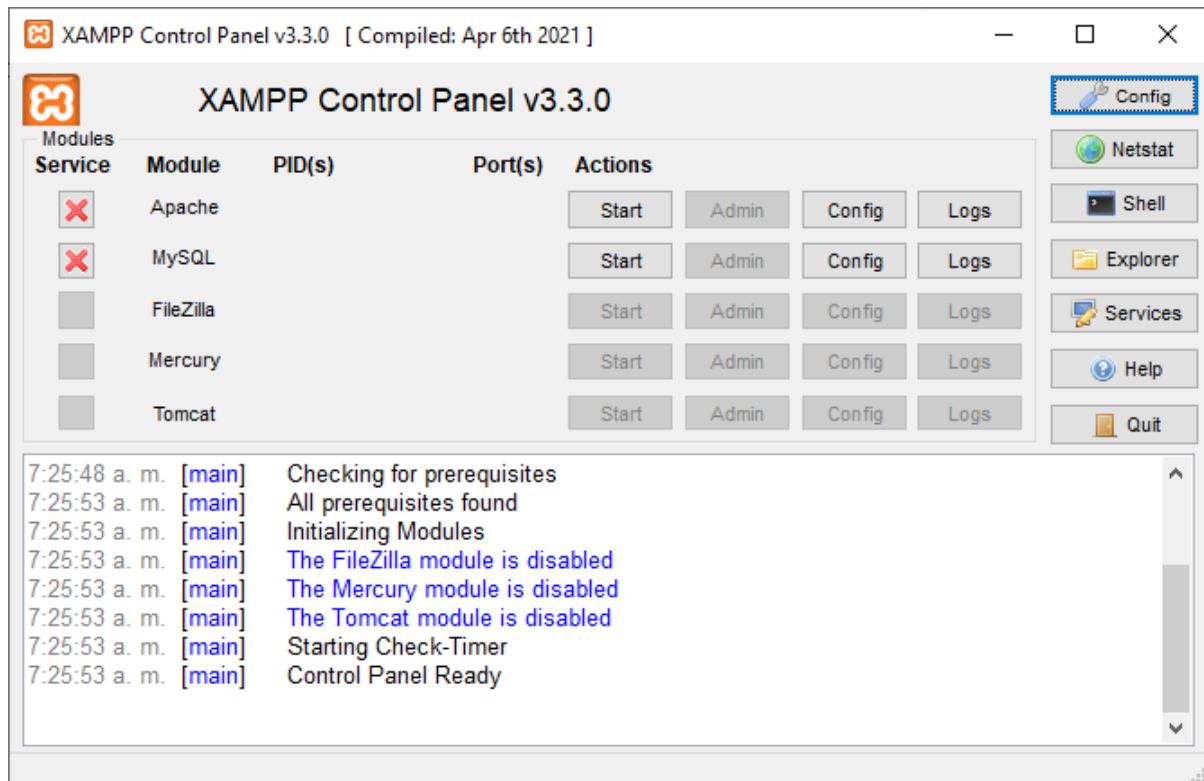 XAMPP Control Panel v3.3.0 [ Compiled: Apr 6th 2021 ]
XAMPP Control Panel v3.3.0
Config
Modules
Service Module PID(s) Port(s) Actions
Netstat
Apache Start Admin Config Logs
Shell
MySQL Start Admin Config Logs
Explorer
FileZilla Start Admin Config Logs
Services
Mercury Start Admin Config Logs
Help
Tomcat Start Admin Config Logs
Quit
7:25:48 a. m. [main] Checking for prerequisites
7:25:53 a. m. [main] All prerequisites found
7:25:53 a. m. [main] Initializing Modules
7:25:53 a. m. [main] The FileZilla module is disabled
7:25:53 a. m. [main] The Mercury module is disabled
7:25:53 a. m. [main] The Tomcat module is disabled
7:25:53 a. m. [main] Starting Check-Timer
7:25:53 a. m. [main] Control Panel Ready